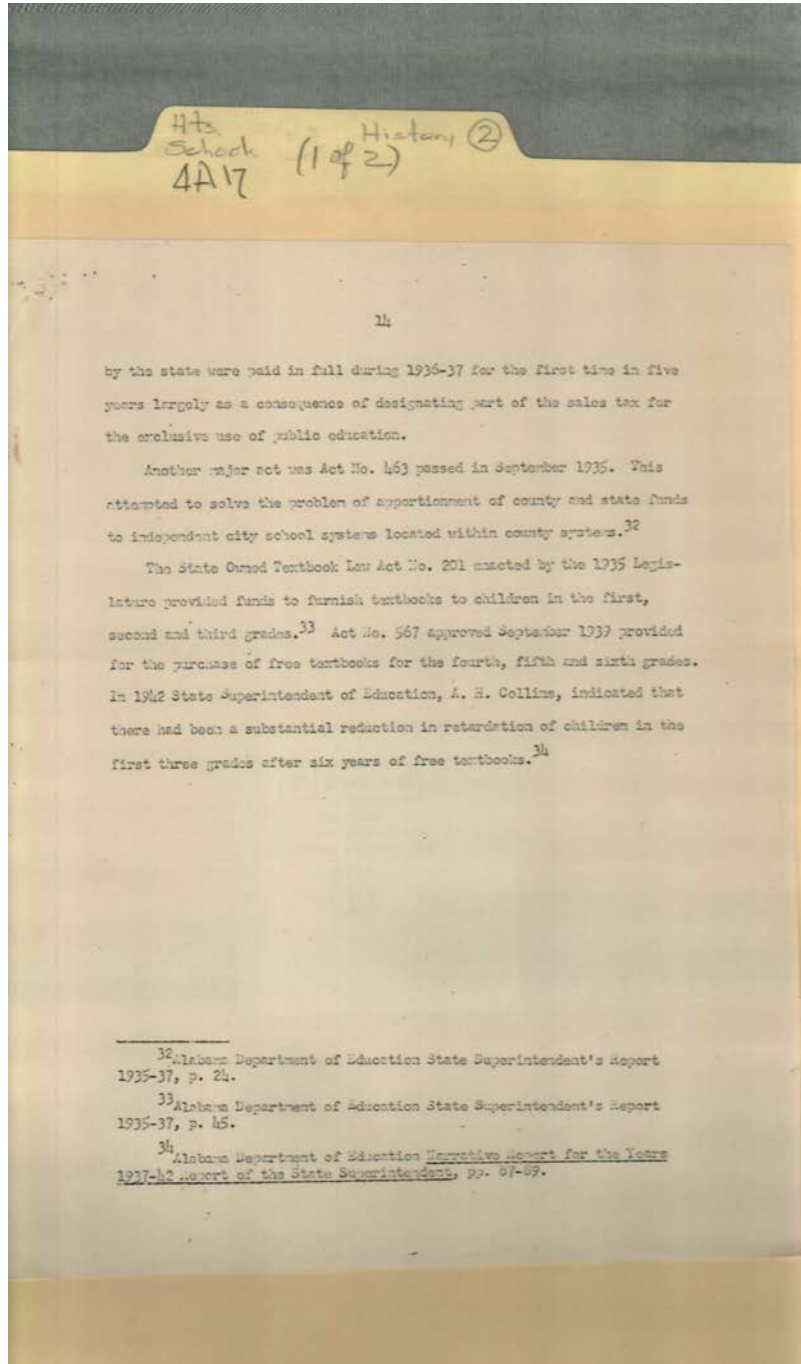 Hts.
School
4A17
(1 of 2)
History ②
14
by the state were paid in full during 1936-37 for the first time in five
years largely as a consequence of designating part of the sales tax for
the exclusive use of public education.
Another major act was Act No. 463 passed in September 1935. This
attempted to solve the problem of apportionment of county and state funds
to independent city school systems located within county systems.32
The State Owned Textbook Law Act No. 201 enacted by the 1935 Legis-
lature provided funds to furnish textbooks to children in the first,
second and third grades.33 Act No. 567 approved September 1939 provided
for the purchase of free textbooks for the fourth, fifth and sixth grades.
In 1942 State Superintendent of Education, A. H. Collins, indicated that
there had been a substantial reduction in retardation of children in the
first three grades after six years of free textbooks.34
32Alabama Department of Education State Superintendent's Report
1935-37, p. 24.
33Alabama Department of Education State Superintendent's Report
1935-37, p. 45.
34Alabama Department of Education Narrative Report for the Years
1937-42 Report of the State Superintendent, pp. 87-89.